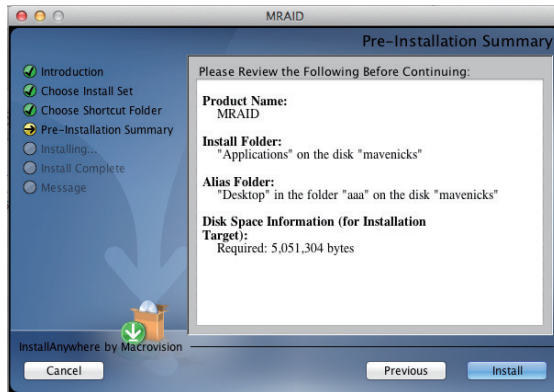 MRAID
Pre-Installation Summary
Introduction
Choose Install Set
Choose Shortcut Folder
Pre-Installation Summary
Installing...
Install Complete
Message
Please Review the Following Before Continuing:
Product Name:
MRAID
Install Folder:
"Applications" on the disk "mavenicks"
Alias Folder:
"Desktop" in the folder "aaa" on the disk "mavenicks"
Disk Space Information (for Installation
Target):
Required: 5,051,304 bytes
InstallAnywhere by Macrovision
Cancel
Previous
Install